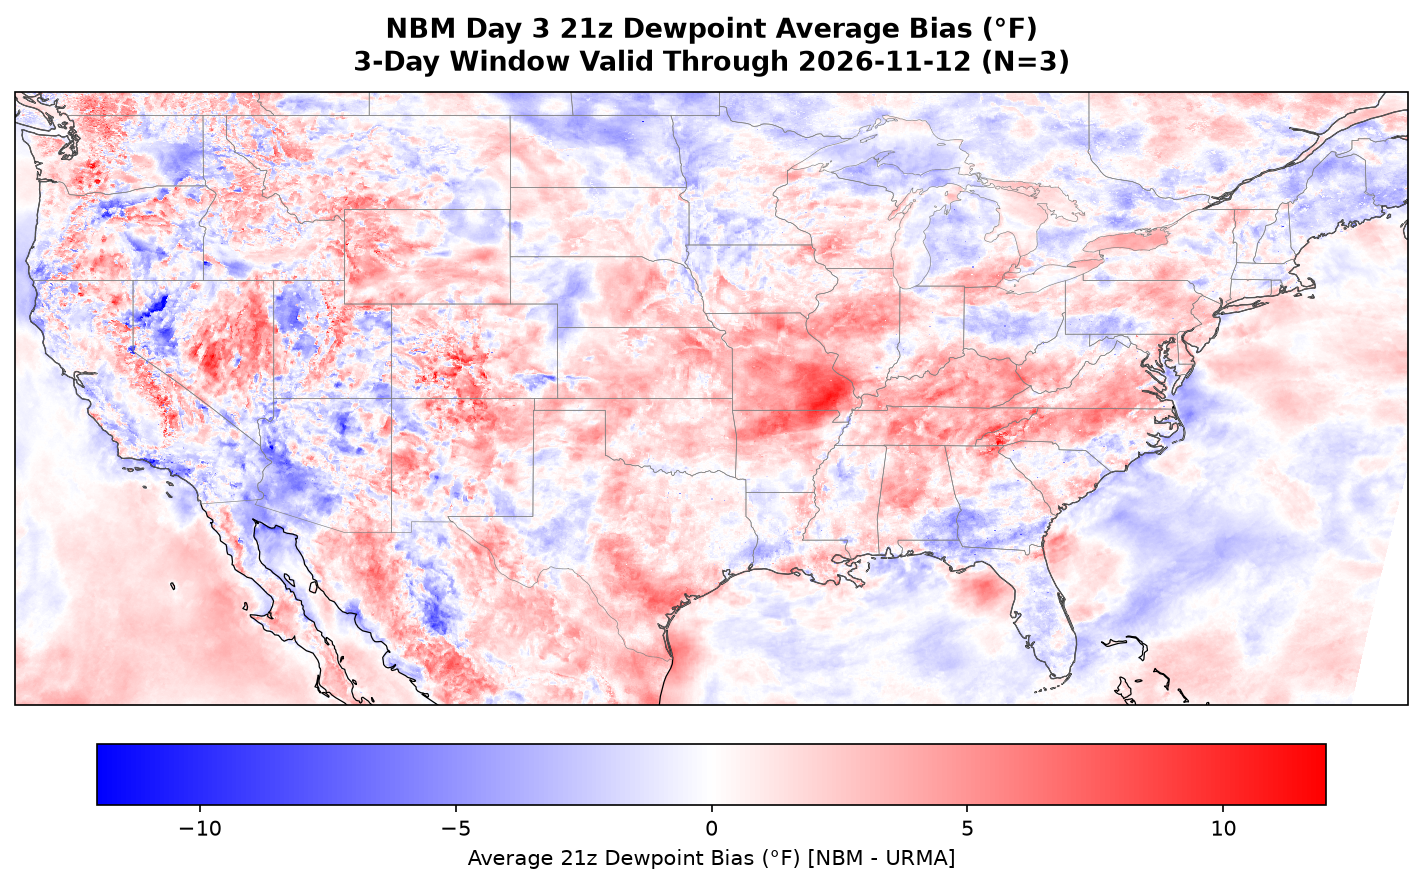 NBM Day 3 21z Dewpoint Average Bias (°F)
3-Day Window Valid Through 2026-11-12 (N=3)
−10 −5 0 5 10
Average 21z Dewpoint Bias (°F) [NBM - URMA]